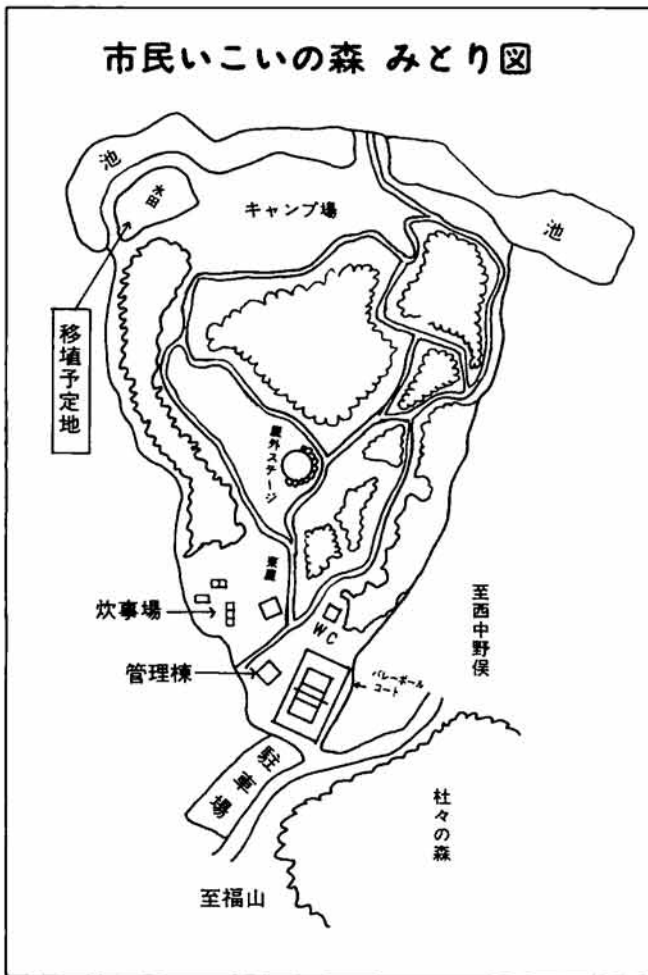 市民いこいの森 みとり図
池
水田
キャンプ場
池
移埴予定地
屋外ステージ
東屋
炊事場
WC
至西中野俣
管理棟
バレーボール
コート
駐車場
杜々の森
至福山